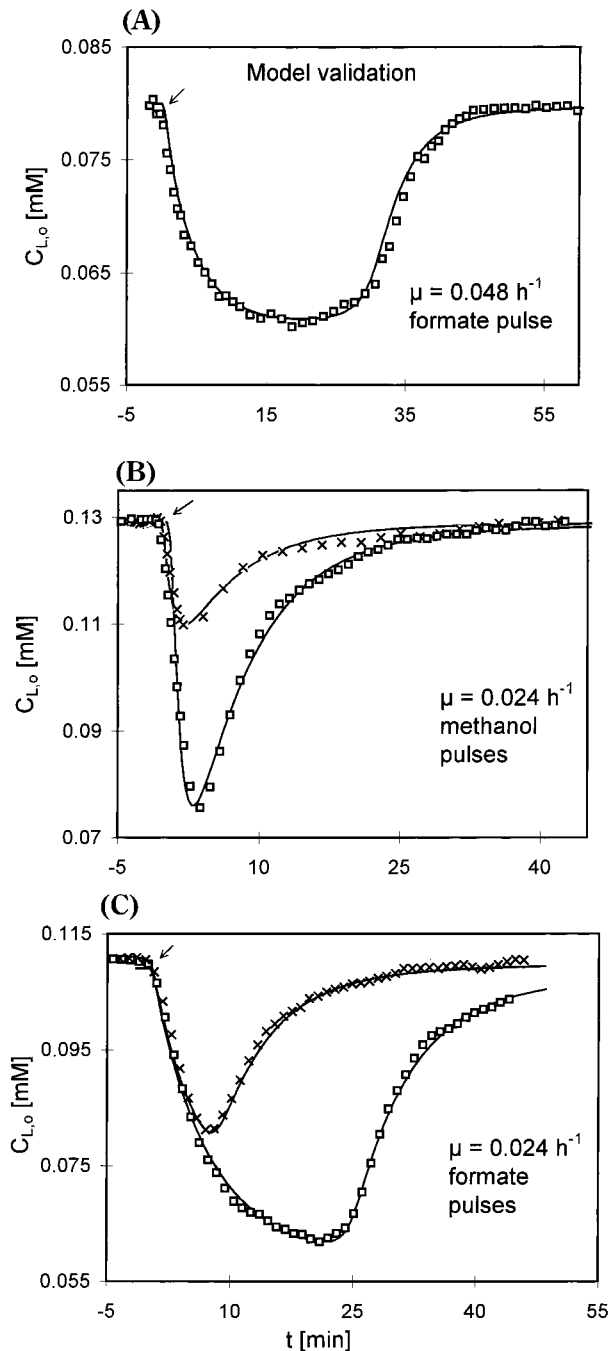 (A)
0.085
Model validation
0.075
C_L,o [mM]
0.065
μ = 0.048 h⁻¹
formate pulse
0.055
-5 15 35 55
(B)
0.13
0.11
C_L,o [mM]
0.09
μ = 0.024 h⁻¹
methanol
pulses
0.07
-5 10 25 40
(C)
0.115
0.095
C_L,o [mM]
0.075
μ = 0.024 h⁻¹
formate
pulses
0.055
-5 10 25 40 55
t [min]